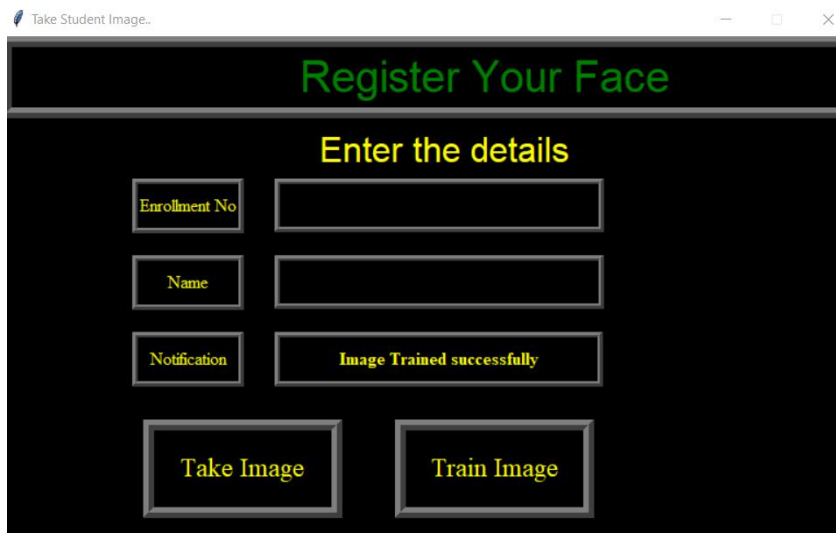 Take Student Image..
Register Your Face
Enter the details
Enrollment No
Name
Notification Image Trained successfully
Take Image Train Image